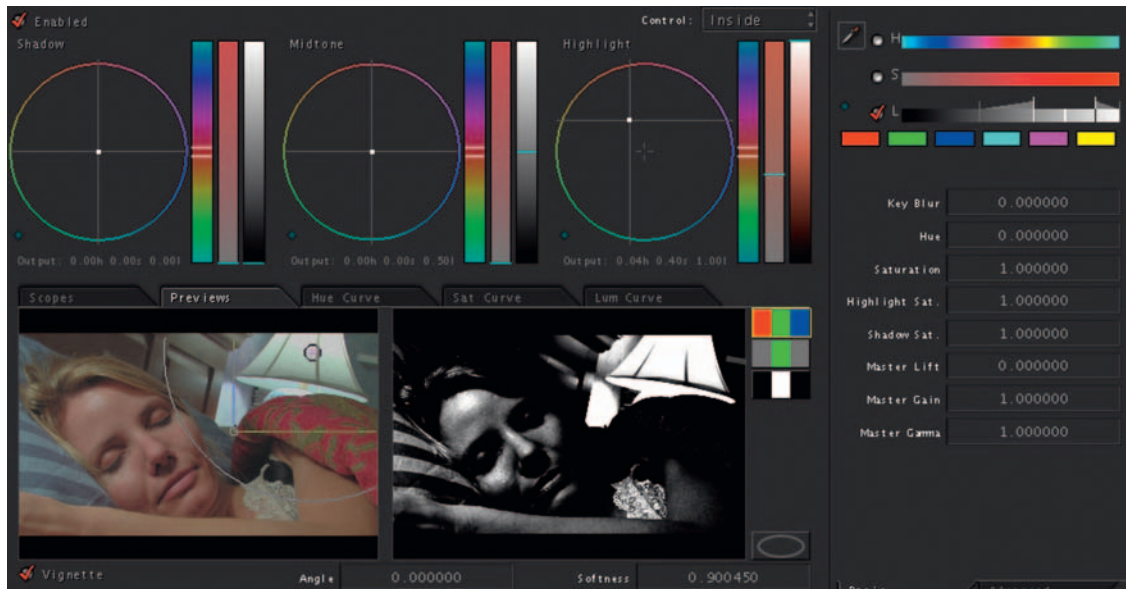 Enabled
Control: Inside
Shadow
Midtone
Highlight
Output: 0.00h 0.00s 0.00l
Output: 0.00h 0.00s 0.50l
Output: 0.04h 0.40s 1.00l
Scopes
Previews
Hue Curve
Sat Curve
Lum Curve
Vignette
Angle 0.000000
Softness 0.900450
H
S
L
Key Blur 0.000000
Hue 0.000000
Saturation 1.000000
Highlight Sat. 1.000000
Shadow Sat. 1.000000
Master Lift 0.000000
Master Gain 1.000000
Master Gamma 1.000000